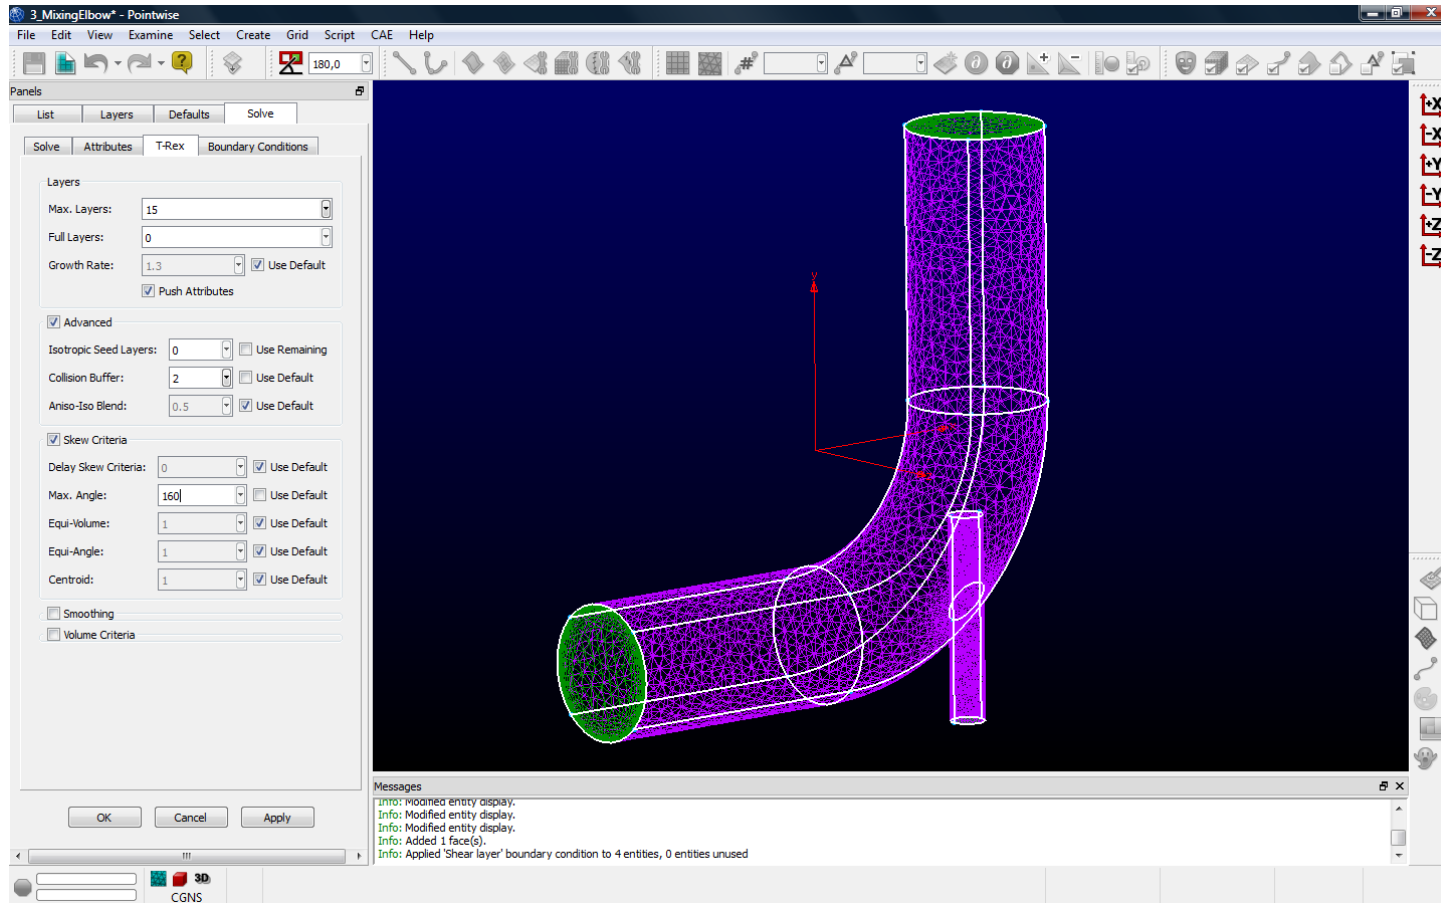 3_MixingElbow* - Pointwise
File Edit View Examine Select Create Grid Script CAE Help
180,0
Panels
List Layers Defaults Solve
Solve Attributes T-Rex Boundary Conditions
Layers
Max. Layers: 15
Full Layers: 0
Growth Rate: 1.3 Use Default
Push Attributes
Advanced
Isotropic Seed Layers: 0 Use Remaining
Collision Buffer: 2 Use Default
Aniso-Iso Blend: 0.5 Use Default
Skew Criteria
Delay Skew Criteria: 0 Use Default
Max. Angle: 160 Use Default
Equi-Volume: 1 Use Default
Equi-Angle: 1 Use Default
Centroid: 1 Use Default
Smoothing
Volume Criteria
OK Cancel Apply
y
+X
-X
+Y
-Y
+Z
-Z
Messages
Info: Modified entity display.
Info: Modified entity display.
Info: Modified entity display.
Info: Added 1 face(s).
Info: Applied 'Shear layer' boundary condition to 4 entities, 0 entities unused
3D
CGNS